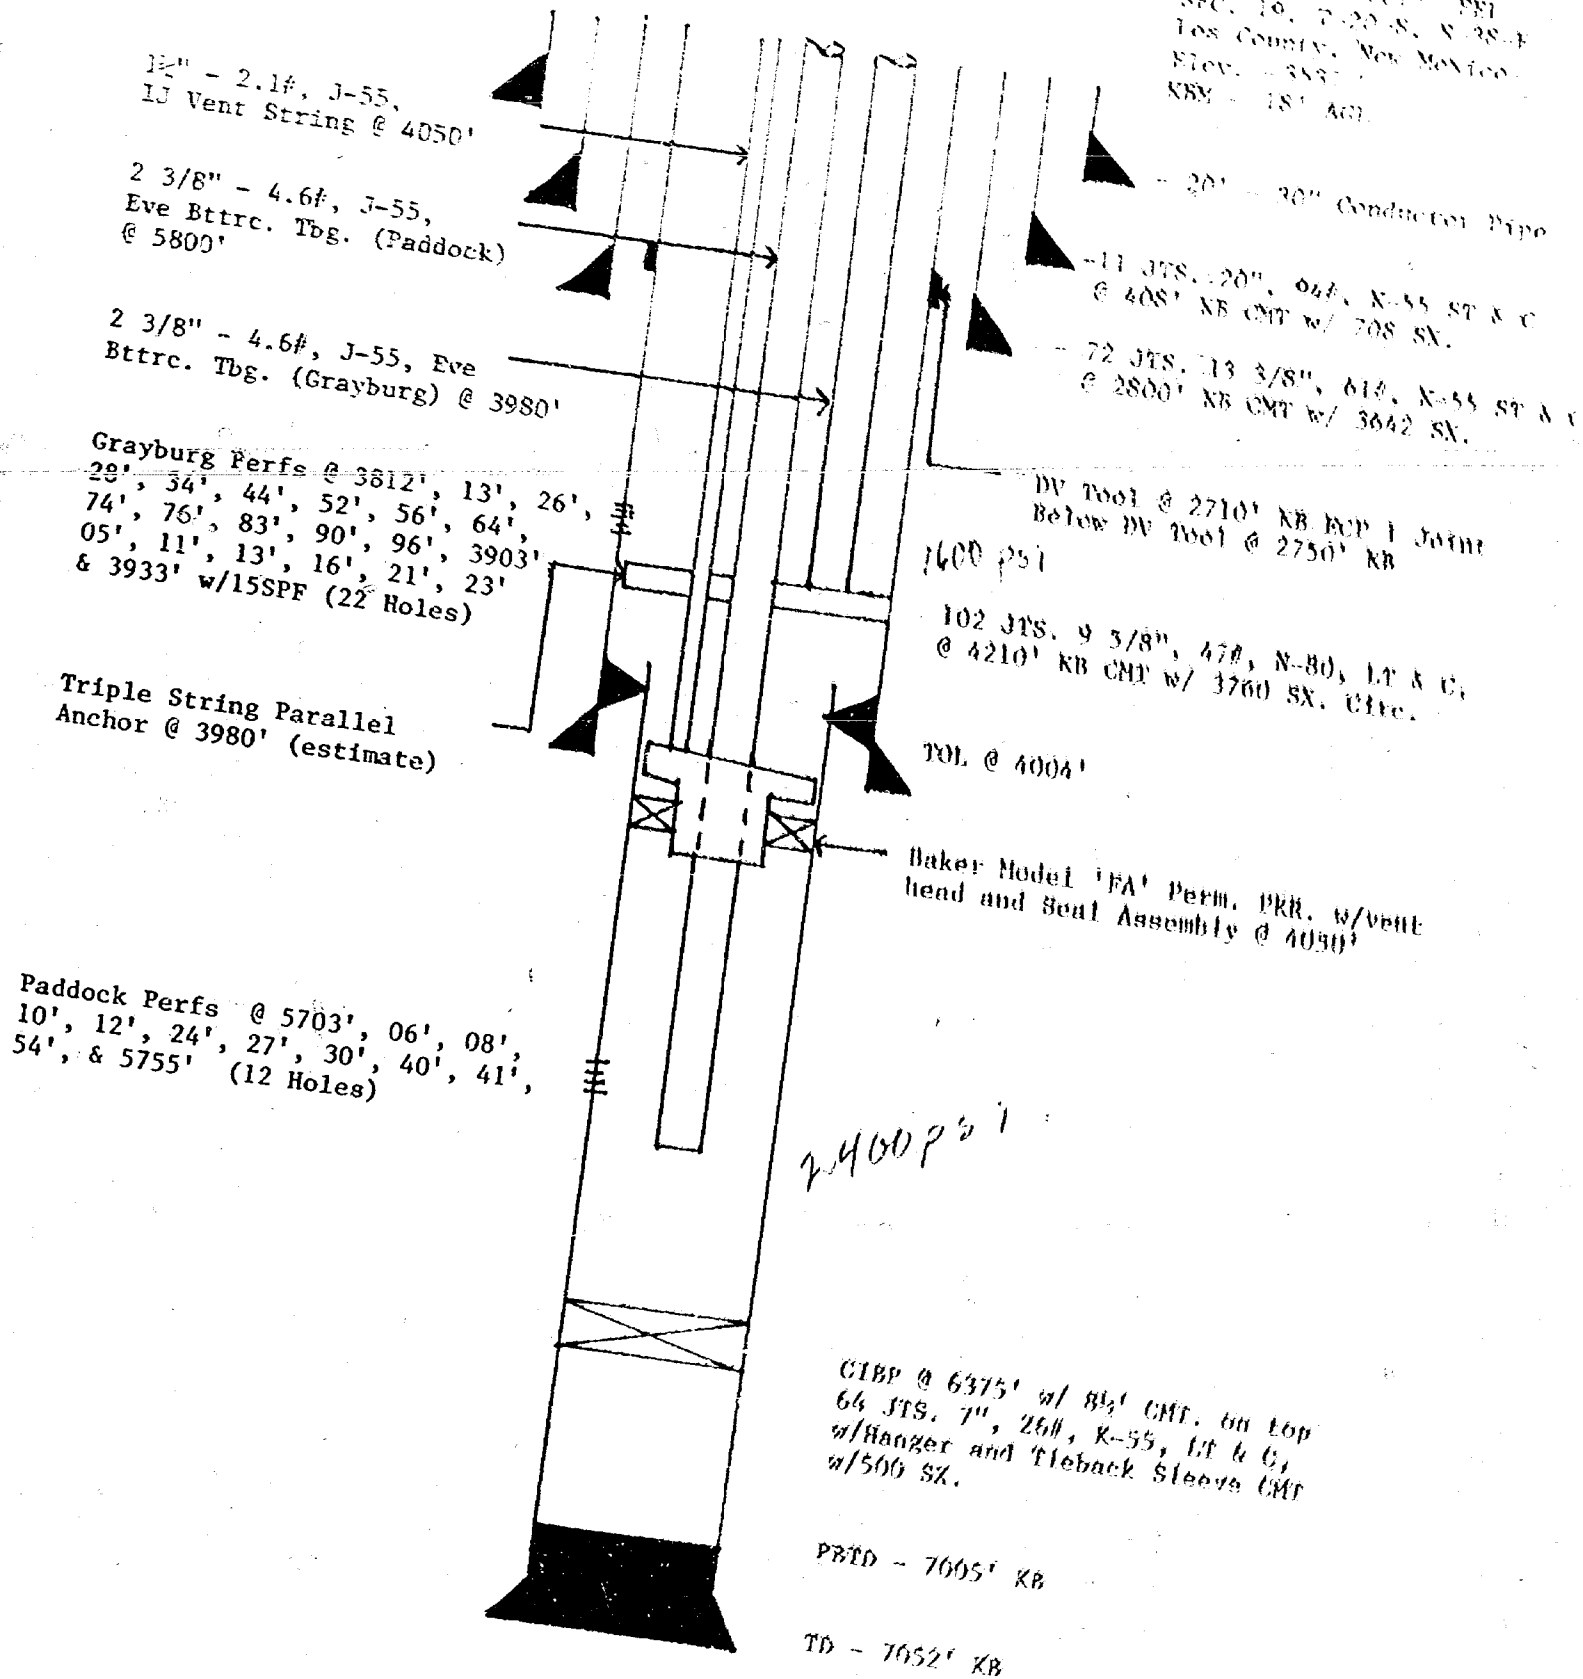 SEC. 19, T-20-S, R-38-E
Lea County, New Mexico
Elev. -
KBM - 18' AGL
1¼" - 2.1#, J-55,
IJ Vent String @ 4050'
2 3/8" - 4.6#, J-55,
Eve Bttrc. Tbg. (Paddock)
@ 5800'
2 3/8" - 4.6#, J-55, Eve
Bttrc. Tbg. (Grayburg) @ 3980'
Grayburg Perfs @ 3812', 13', 26',
28', 34', 44', 52', 56', 64',
74', 76', 83', 90', 96', 3903'
05', 11', 13', 16', 21', 23'
& 3933' w/15SPF (22 Holes)
Triple String Parallel
Anchor @ 3980' (estimate)
Paddock Perfs @ 5703', 06', 08',
10', 12', 24', 27', 30', 40', 41',
54', & 5755' (12 Holes)
- 20' - 30" Conductor Pipe
-11 JTS. 20", 94#, K-55 ST & C
@ 408' KB CMT w/ 708 SX.
- 72 JTS. 13 3/8", 61#, K-55 ST & C
@ 2800' KB CMT w/ 3642 SX.
DV Tool @ 2710' KB ECP 1 Joint
Below DV Tool @ 2750' KB
1600 psi
102 JTS. 9 5/8", 47#, N-80, LT & C,
@ 4210' KB CMT w/ 3760 SX. Circ.
TOL @ 4004'
Baker Model 'FA' Perm. PKR. w/vent
head and Seal Assembly @ 4050'
2400 psi
CIBP @ 6375' w/ 8½' CMT. on top
64 JTS. 7", 26#, K-55, LT & C,
w/Hanger and Tieback Sleeve CMT
w/500 SX.
PBTD - 7005' KB
TD - 7052' KB